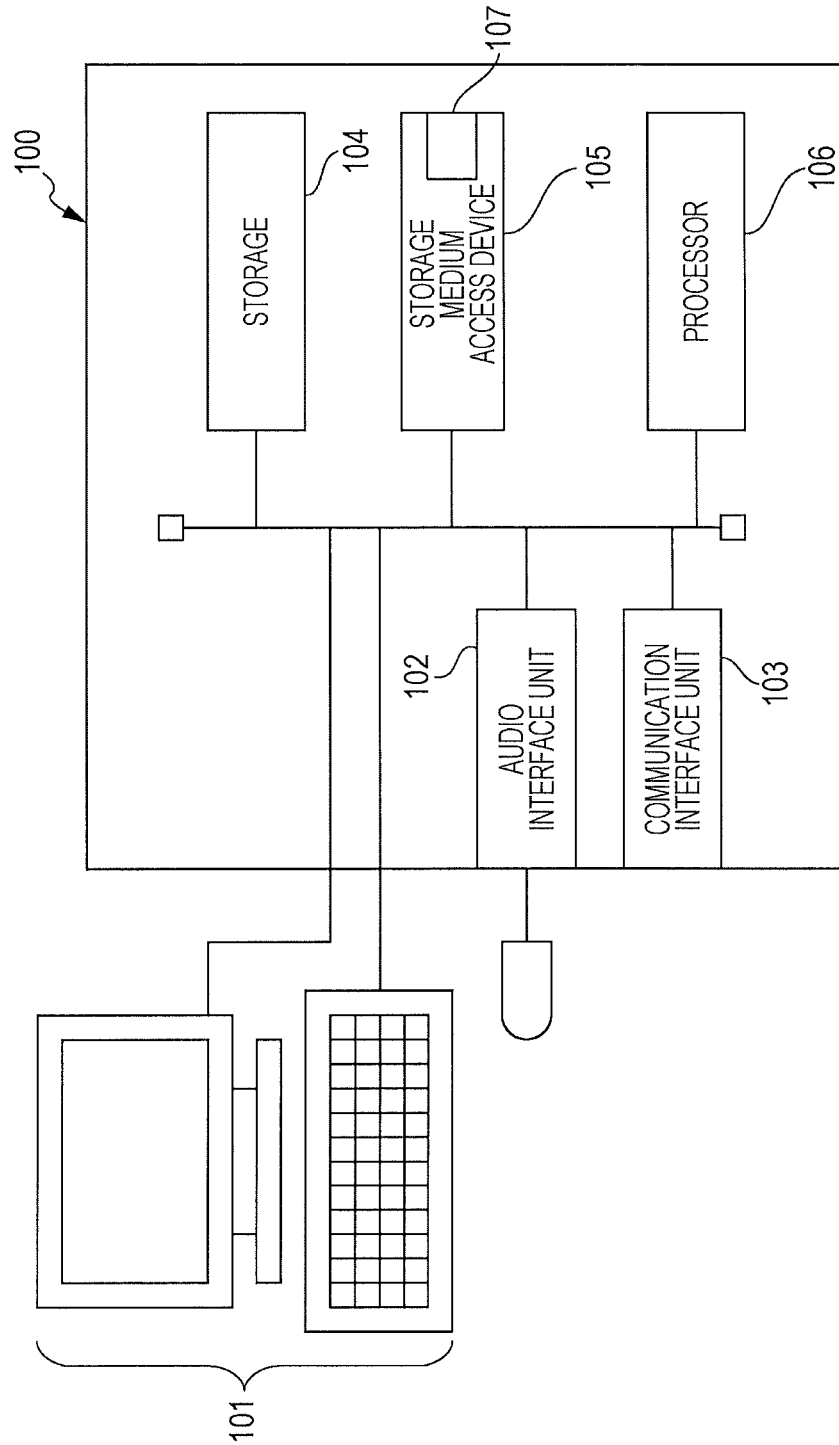 100
STORAGE
104
STORAGE
MEDIUM
ACCESS DEVICE
107
105
PROCESSOR
106
101
AUDIO
INTERFACE UNIT
102
COMMUNICATION
INTERFACE UNIT
103